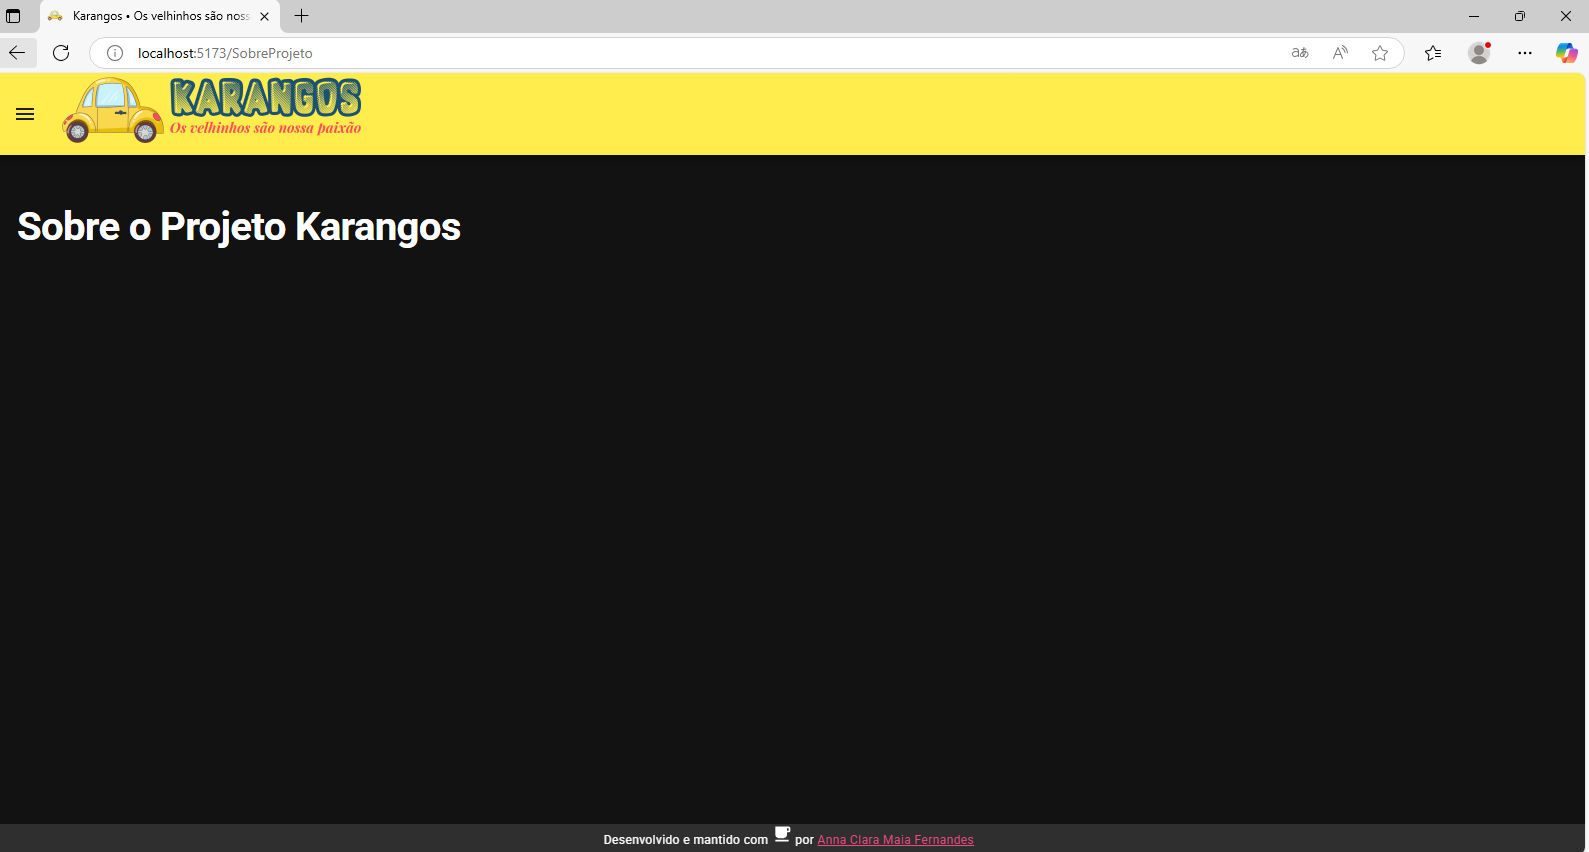 Karangos • Os velhinhos são noss
localhost:5173/SobreProjeto
KARANGOS
Os velhinhos são nossa paixão
Sobre o Projeto Karangos
Desenvolvido e mantido com por Anna Clara Maia Fernandes